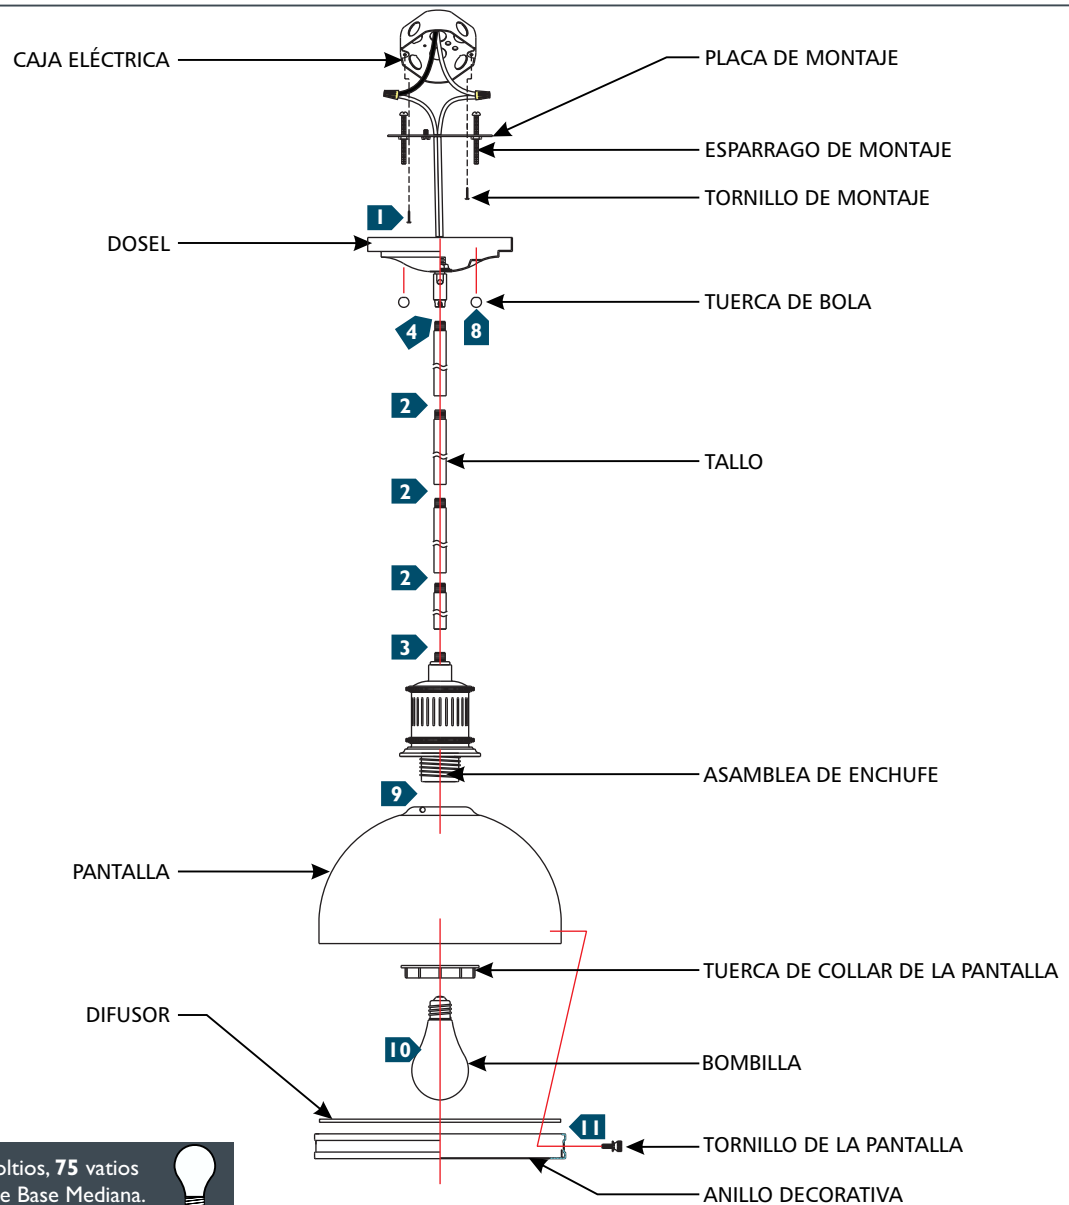 CAJA ELÉCTRICA
PLACA DE MONTAJE
ESPARRAGO DE MONTAJE
TORNILLO DE MONTAJE
1
DOSEL
TUERCA DE BOLA
4
8
2
TALLO
2
2
3
ASAMBLEA DE ENCHUFE
9
PANTALLA
TUERCA DE COLLAR DE LA PANTALLA
DIFUSOR
10
BOMBILLA
11
TORNILLO DE LA PANTALLA
ANILLO DECORATIVA
75 vatios
Base Mediana.